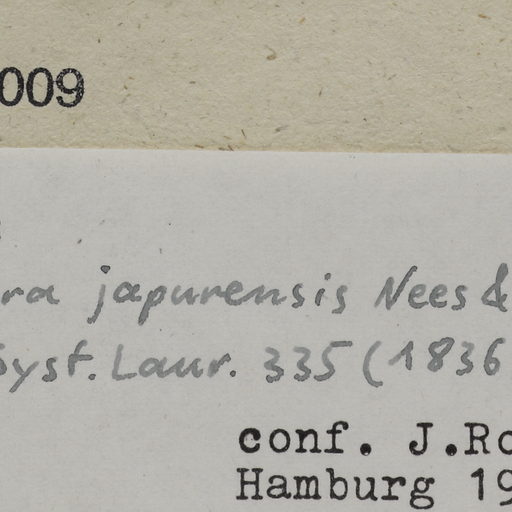 009
ra japurensis Nees &
Syst. Laur. 335 (1836
conf. J.Ro
Hamburg 19